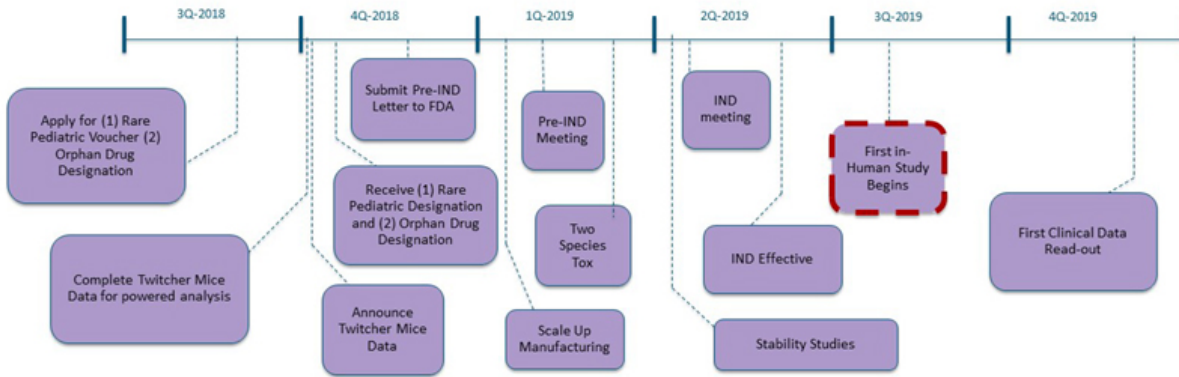 3Q-2018
4Q-2018
1Q-2019
2Q-2019
3Q-2019
4Q-2019
Apply for (1) Rare
Pediatric Voucher (2)
Orphan Drug
Designation
Complete Twitcher Mice
Data for powered analysis
Submit Pre-IND
Letter to FDA
Receive (1) Rare
Pediatric Designation
and (2) Orphan Drug
Designation
Announce
Twitcher Mice
Data
Pre-IND
Meeting
Two
Species
Tox
Scale Up
Manufacturing
IND
meeting
IND Effective
Stability Studies
First in-
Human Study
Begins
First Clinical Data
Read-out